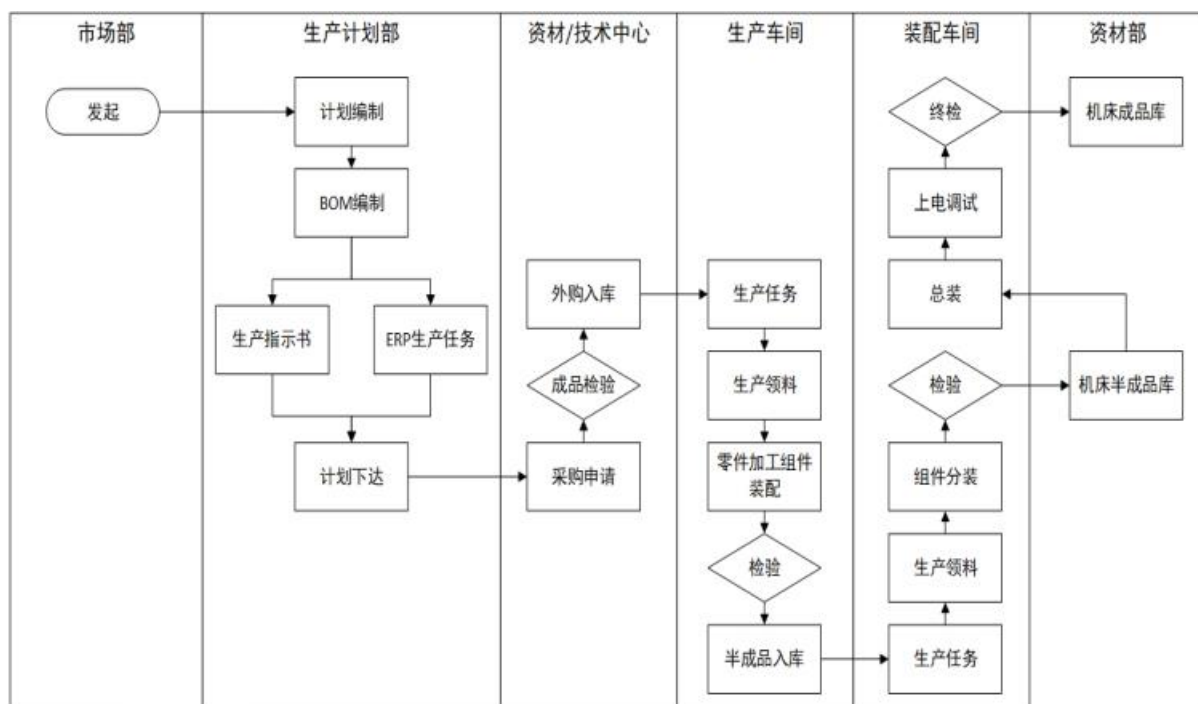 市场部
生产计划部
资材/技术中心
生产车间
装配车间
资材部
发起
计划编制
BOM编制
生产指示书
ERP生产任务
计划下达
外购入库
成品检验
采购申请
生产任务
生产领料
零件加工组件
装配
检验
半成品入库
终检
上电调试
总装
检验
组件分装
生产领料
生产任务
机床成品库
机床半成品库